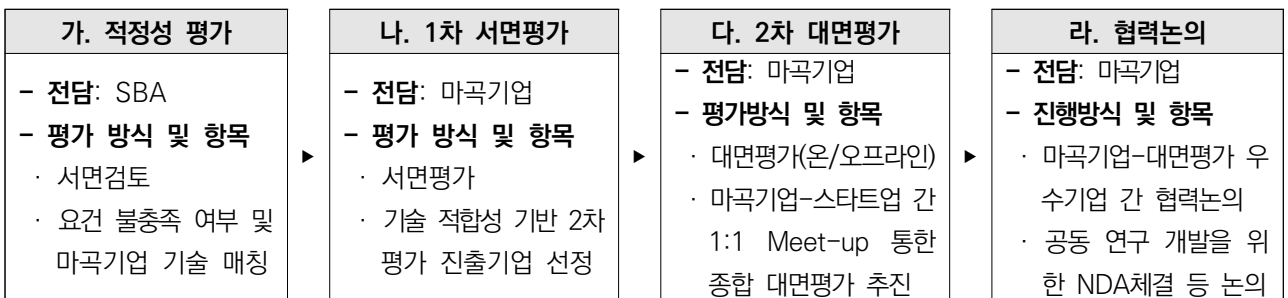 가. 적정성 평가
- 전담: SBA
- 평가 방식 및 항목
· 서면검토
· 요건 불충족 여부 및
마곡기업 기술 매칭
▶
나. 1차 서면평가
- 전담: 마곡기업
- 평가 방식 및 항목
· 서면평가
· 기술 적합성 기반 2차
평가 진출기업 선정
▶
다. 2차 대면평가
- 전담: 마곡기업
- 평가방식 및 항목
· 대면평가(온/오프라인)
· 마곡기업-스타트업 간
1:1 Meet-up 통한
종합 대면평가 추진
▶
라. 협력논의
- 전담: 마곡기업
- 진행방식 및 항목
· 마곡기업-대면평가 우
수기업 간 협력논의
· 공동 연구 개발을 위
한 NDA체결 등 논의